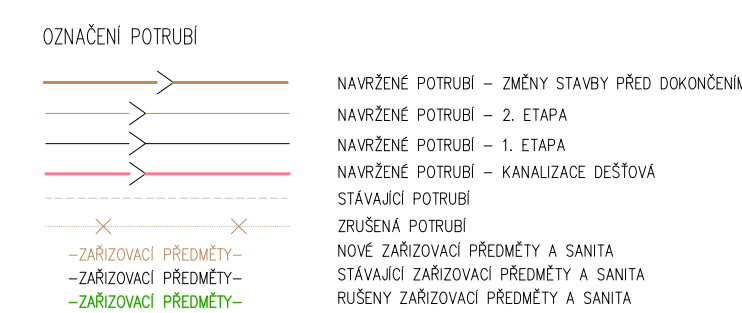 OZNAČENÍ POTRUBÍ
NAVRŽENÉ POTRUBÍ – ZMĚNY STAVBY PŘED DOKONČENÍM
NAVRŽENÉ POTRUBÍ – 2. ETAPA
NAVRŽENÉ POTRUBÍ – 1. ETAPA
NAVRŽENÉ POTRUBÍ – KANALIZACE DEŠŤOVÁ
STÁVAJÍCÍ POTRUBÍ
ZRUŠENÁ POTRUBÍ
–ZAŘIZOVACÍ PŘEDMĚTY– NOVÉ ZAŘIZOVACÍ PŘEDMĚTY A SANITA
–ZAŘIZOVACÍ PŘEDMĚTY– STÁVAJÍCÍ ZAŘIZOVACÍ PŘEDMĚTY A SANITA
–ZAŘIZOVACÍ PŘEDMĚTY– RUŠENY ZAŘIZOVACÍ PŘEDMĚTY A SANITA